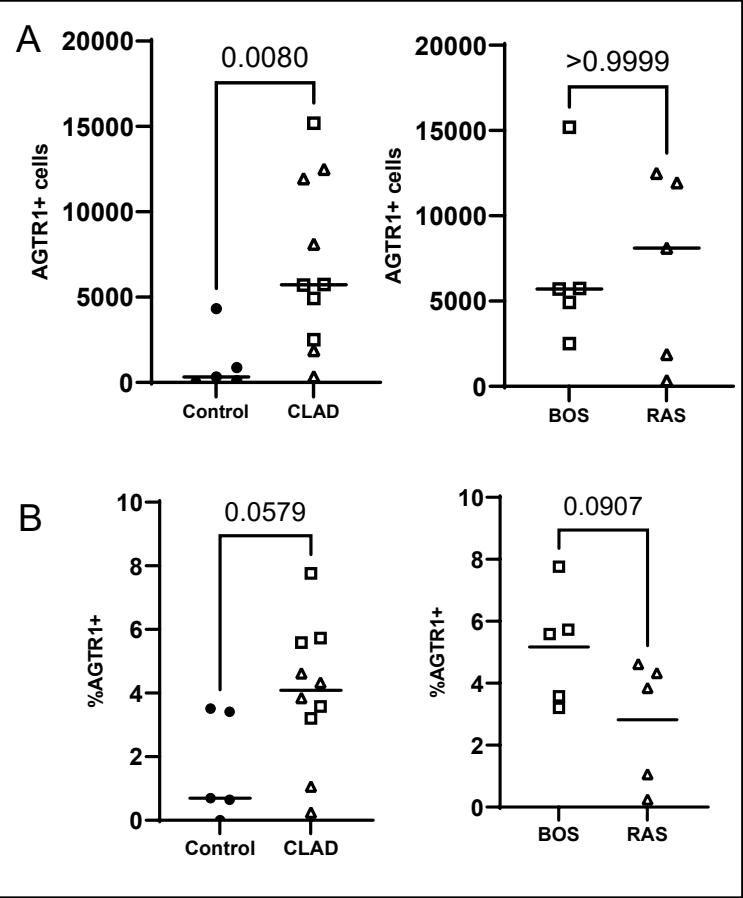 A
20000
15000
10000
5000
0
AGTR1+ cells
0.0080
Control CLAD
20000
15000
10000
5000
0
AGTR1+ cells
>0.9999
BOS RAS
B
10
8
6
4
2
0
%AGTR1+
0.0579
Control CLAD
10
8
6
4
2
0
%AGTR1+
0.0907
BOS RAS